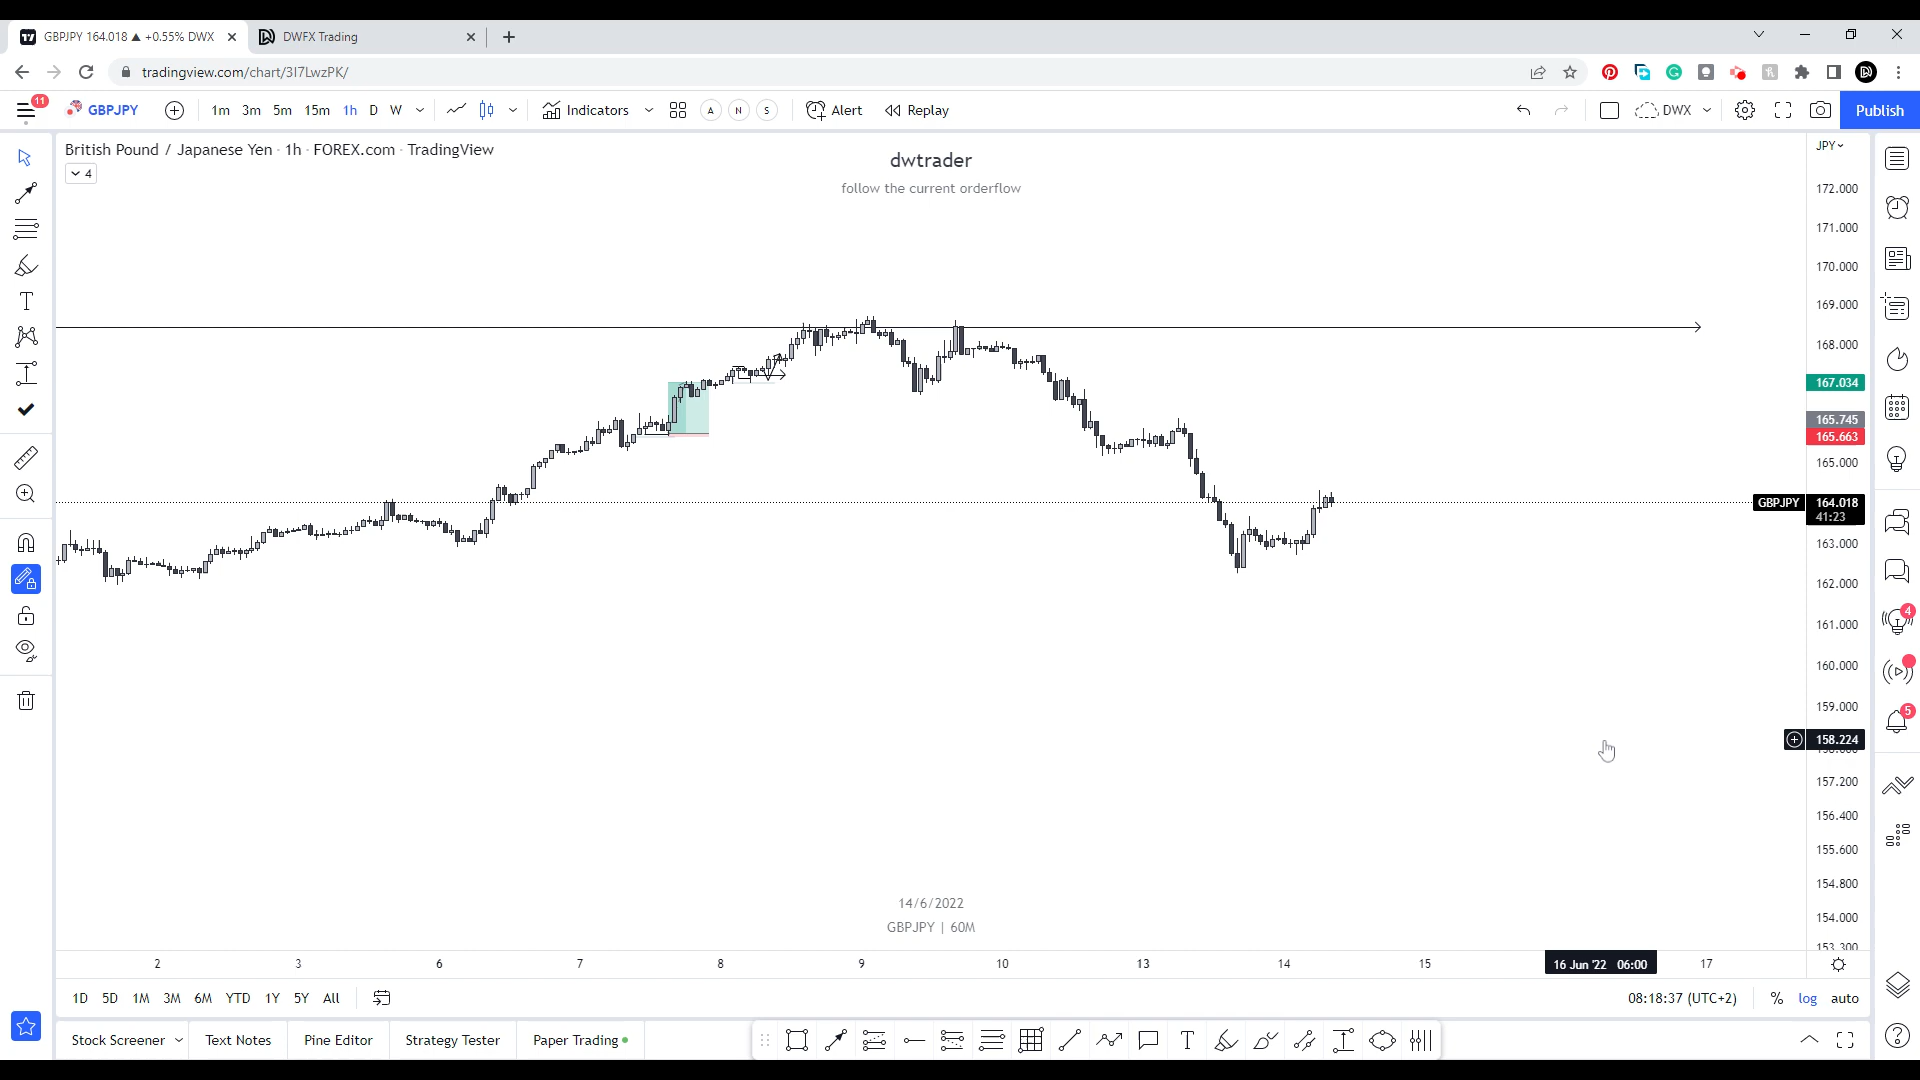 GBPJPY 164.018 ▲ +0.55% DWX
DWFX Trading
tradingview.com/chart/3I7LwzPK/
11
GBPJPY
1m 3m 5m 15m 1h D W
Indicators
A N S
Alert
Replay
DWX
Publish
British Pound / Japanese Yen · 1h · FOREX.com · TradingView
4
dwtrader
follow the current orderflow
JPY
172.000
171.000
170.000
169.000
168.000
167.034
165.745
165.663
165.000
GBPJPY 164.018
41:23
163.000
162.000
161.000
160.000
159.000
158.224
157.200
156.400
155.600
154.800
154.000
153.300
4
5
14/6/2022
GBPJPY | 60M
2 3 6 7 8 9 10 13 14 15 16 Jun '22 06:00 17
1D 5D 1M 3M 6M YTD 1Y 5Y All
08:18:37 (UTC+2) % log auto
Stock Screener Text Notes Pine Editor Strategy Tester Paper Trading